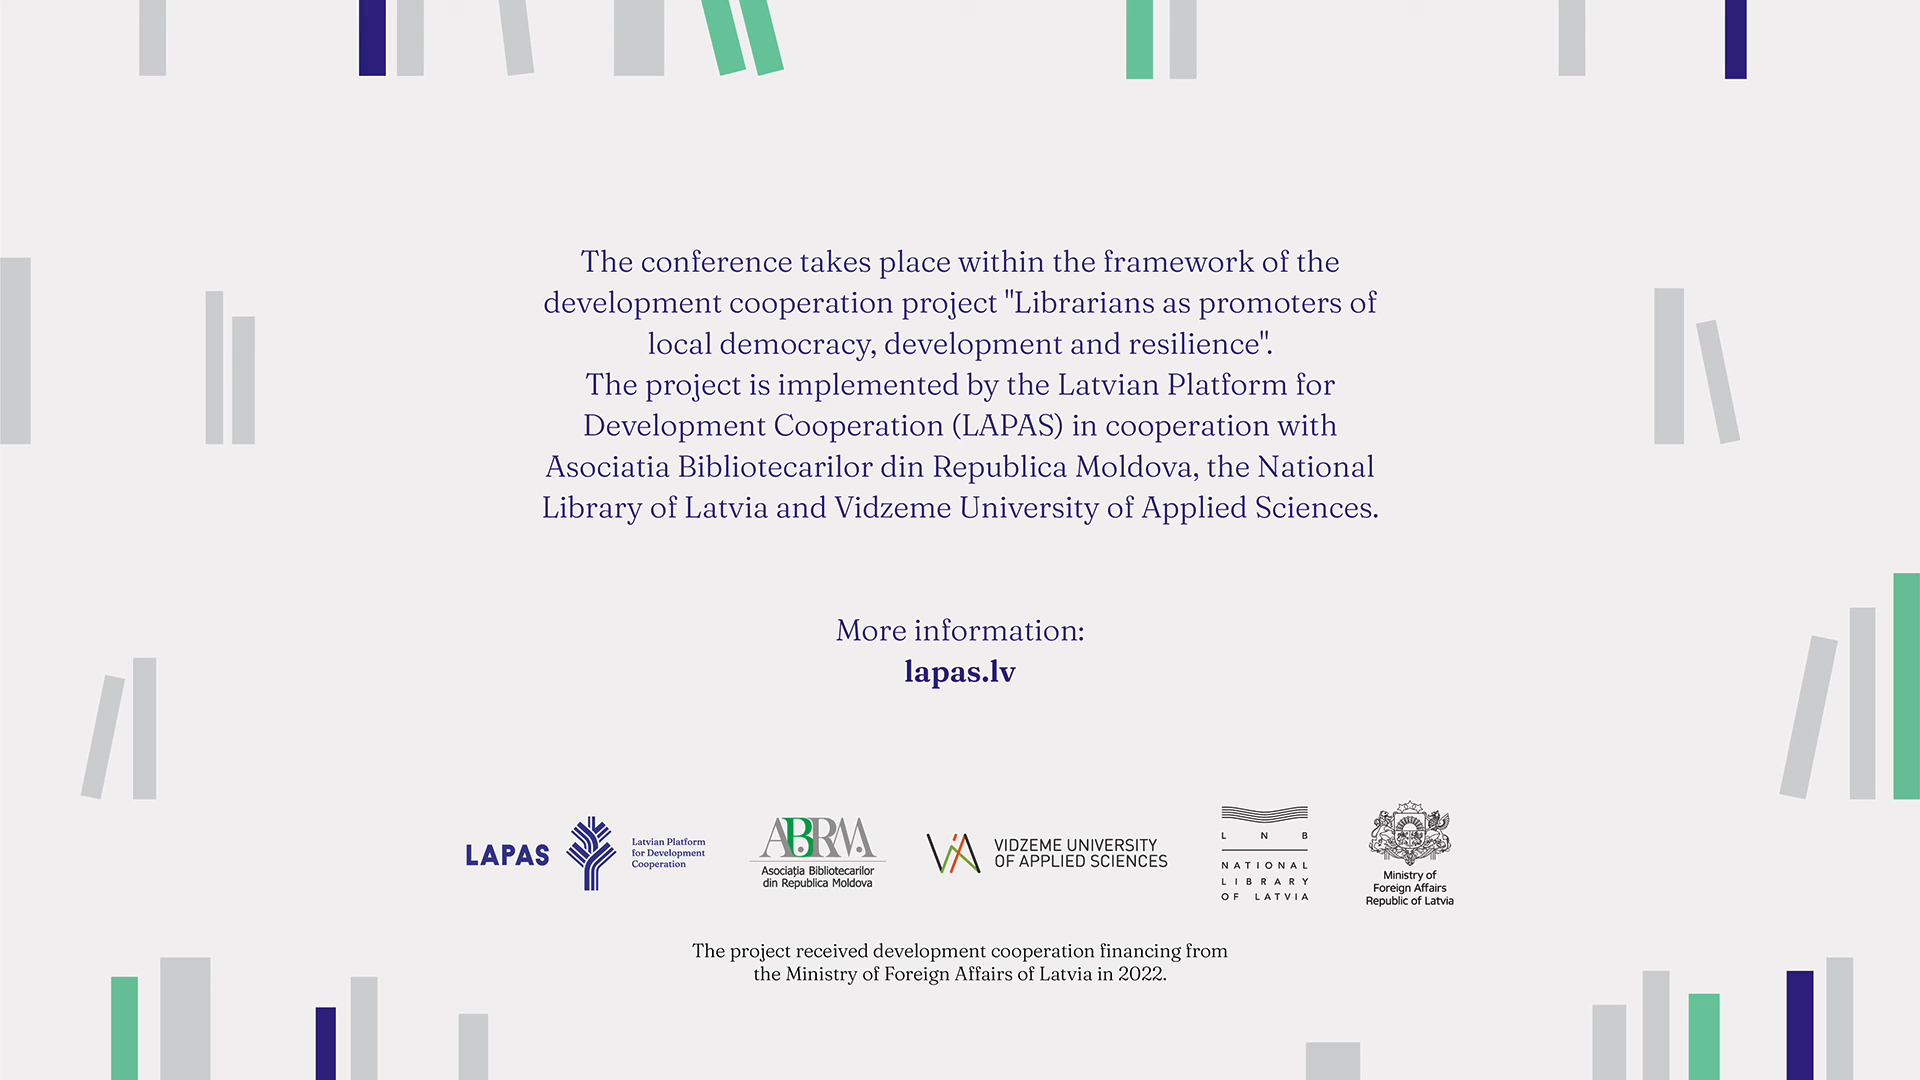 The conference takes place within the framework of the
development cooperation project "Librarians as promoters of
local democracy, development and resilience".
The project is implemented by the Latvian Platform for
Development Cooperation (LAPAS) in cooperation with
Asociatia Bibliotecarilor din Republica Moldova, the National
Library of Latvia and Vidzeme University of Applied Sciences.
More information:
lapas.lv
LAPAS
Latvian Platform
for Development
Cooperation
ABRM
Asociația Bibliotecarilor
din Republica Moldova
VIA
VIDZEME UNIVERSITY
OF APPLIED SCIENCES
L N B
NATIONAL
LIBRARY
OF LATVIA
Ministry of
Foreign Affairs
Republic of Latvia
The project received development cooperation financing from
the Ministry of Foreign Affairs of Latvia in 2022.